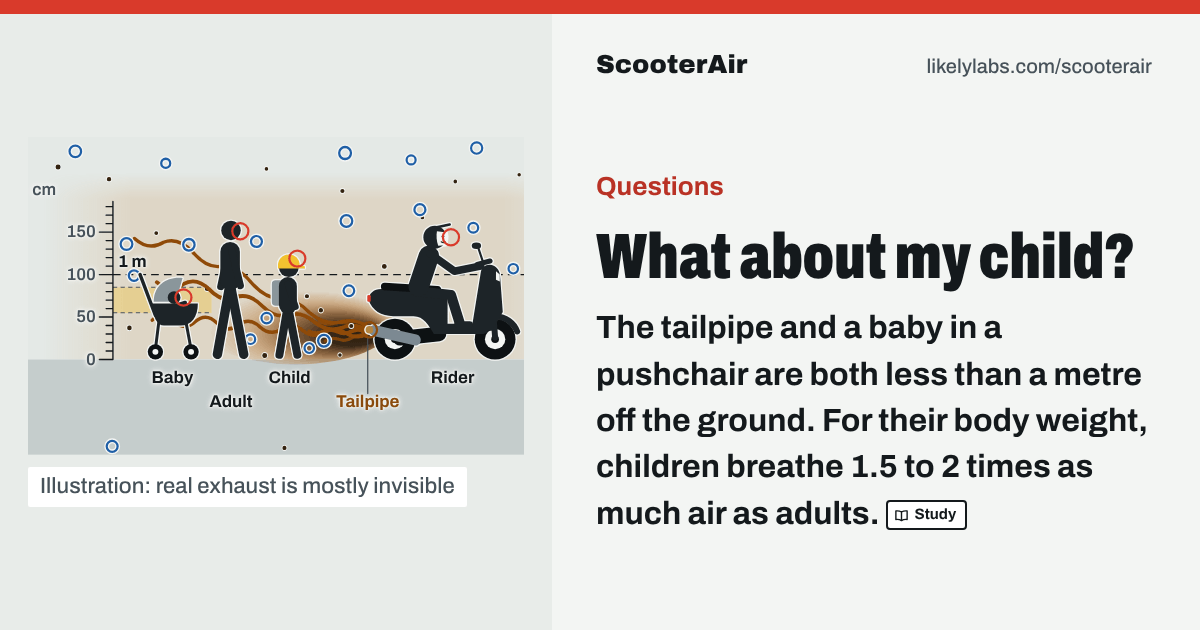 ScooterAir
likelylabs.com/scooterair
cm
150
1 m
100
50
0
Baby
Child
Rider
Adult
Tailpipe
Illustration: real exhaust is mostly invisible
Questions
What about my child?
The tailpipe and a baby in a
pushchair are both less than a metre
off the ground. For their body weight,
children breathe 1.5 to 2 times as
much air as adults. Study